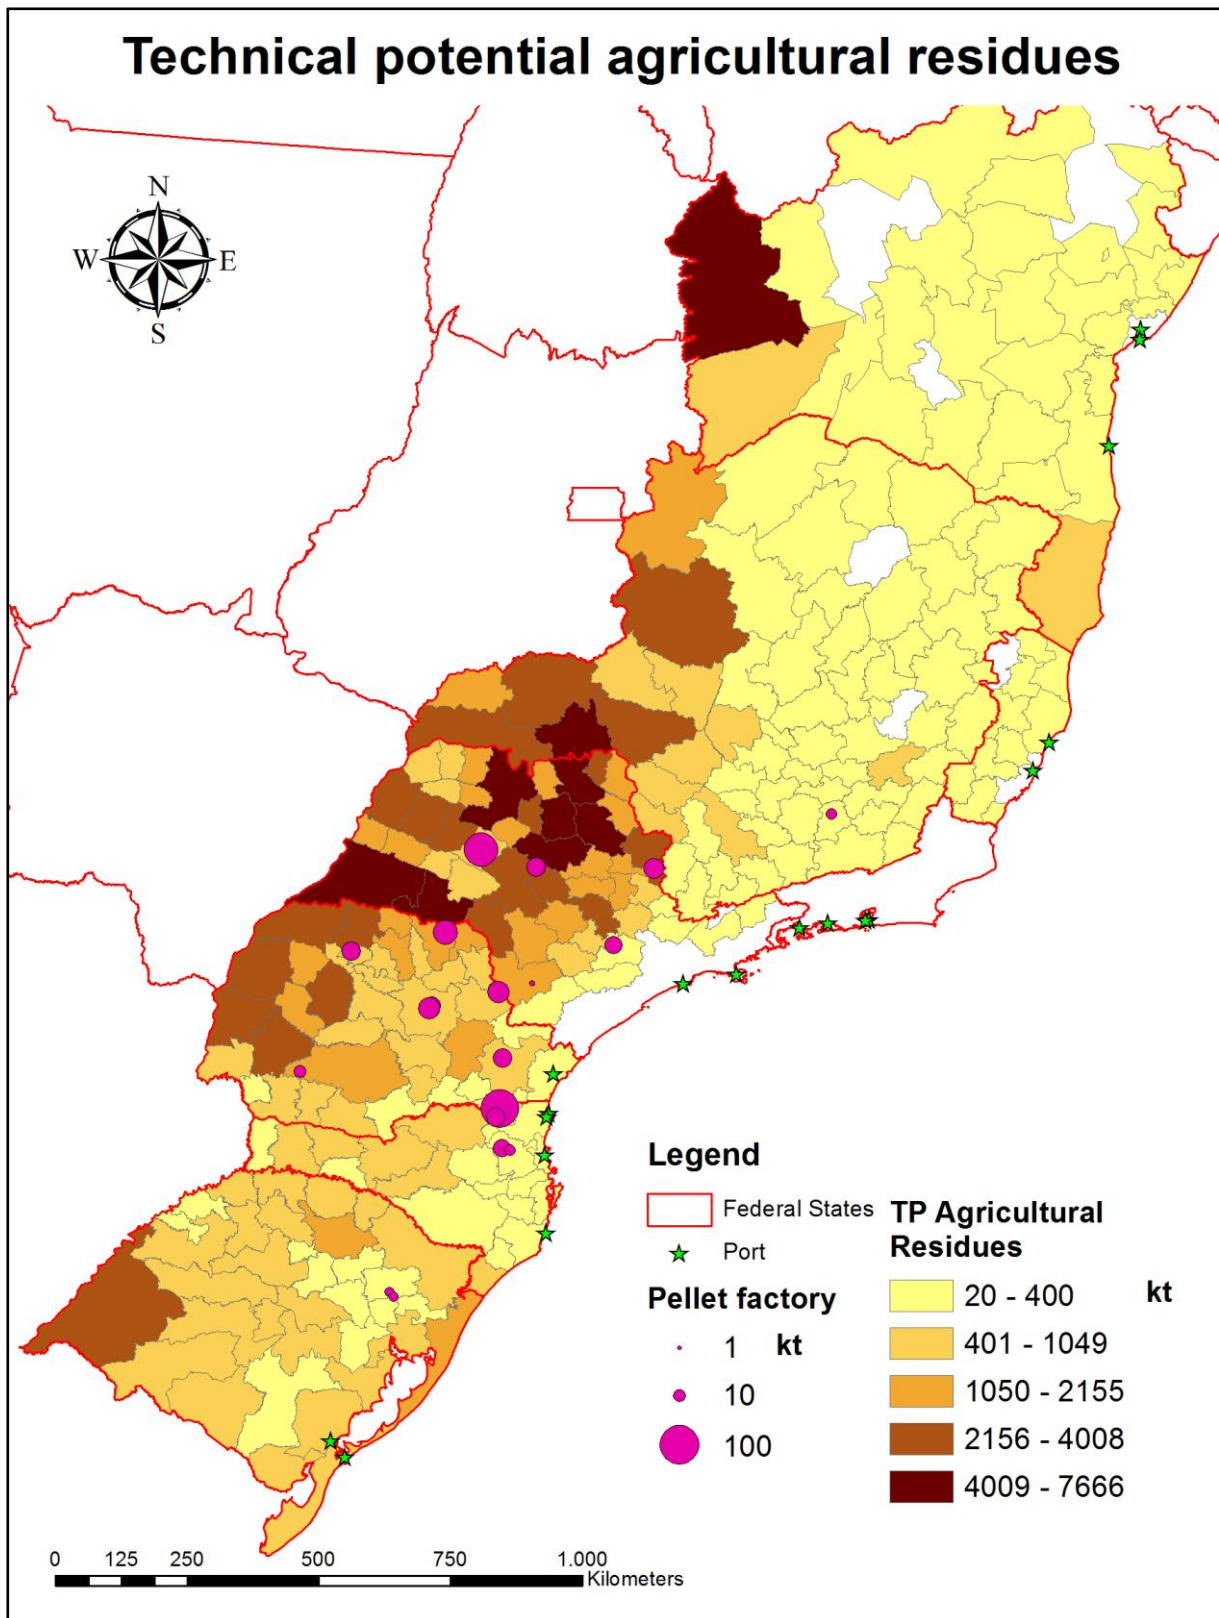 Technical potential agricultural residues
N
W E
S
Legend
Federal States
Port
Pellet factory
1 kt
10
100
TP Agricultural
Residues
20 - 400 kt
401 - 1049
1050 - 2155
2156 - 4008
4009 - 7666
0 125 250 500 750 1.000
Kilometers